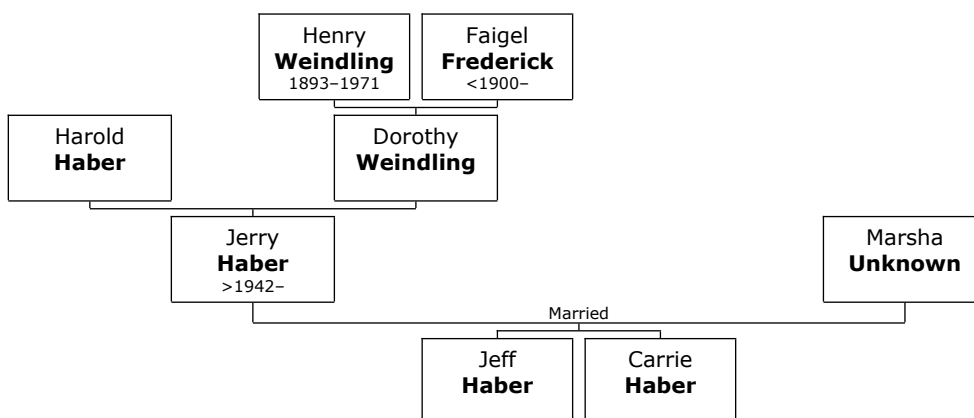 Henry
Weindling
1893–1971
Faigel
Frederick
<1900–
Harold
Haber
Dorothy
Weindling
Jerry
Haber
>1942–
Marsha
Unknown
Married
Jeff
Haber
Carrie
Haber